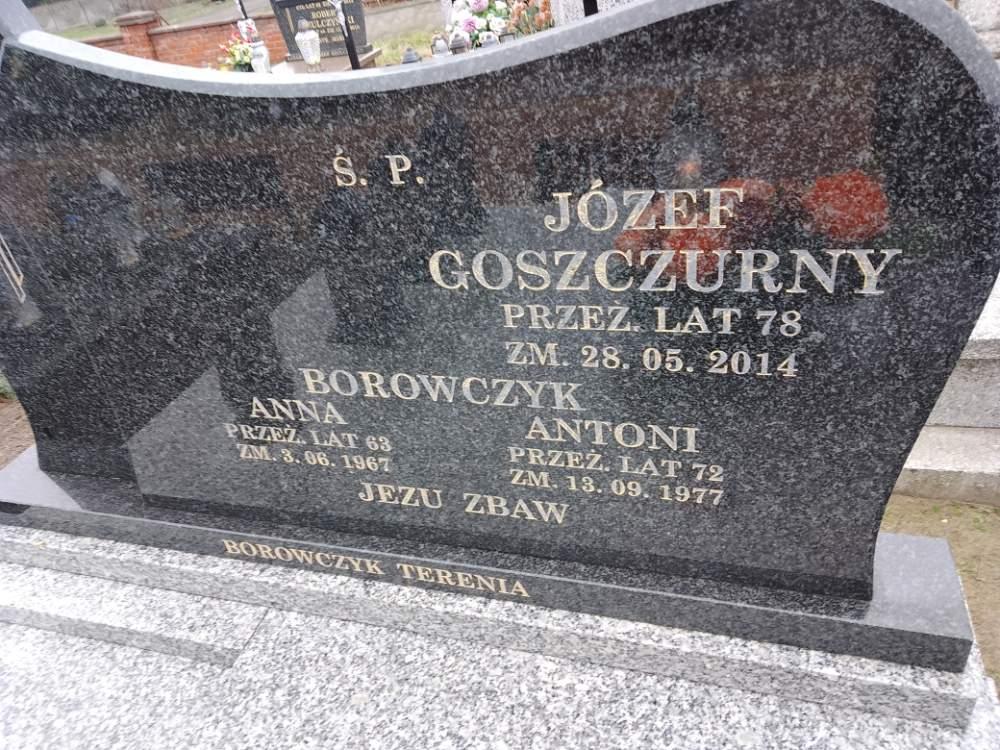 ROBERT
Ś. P.
JÓZEF
GOSZCZURNY
PRZEŻ. LAT 78
ZM. 28. 05. 2014
BOROWCZYK
ANNA
PRZEŻ. LAT 63
ZM. 3. 06. 1967
ANTONI
PRZEŻ. LAT 72
ZM. 13. 09. 1977
JEZU ZBAW
BOROWCZYK TERENIA